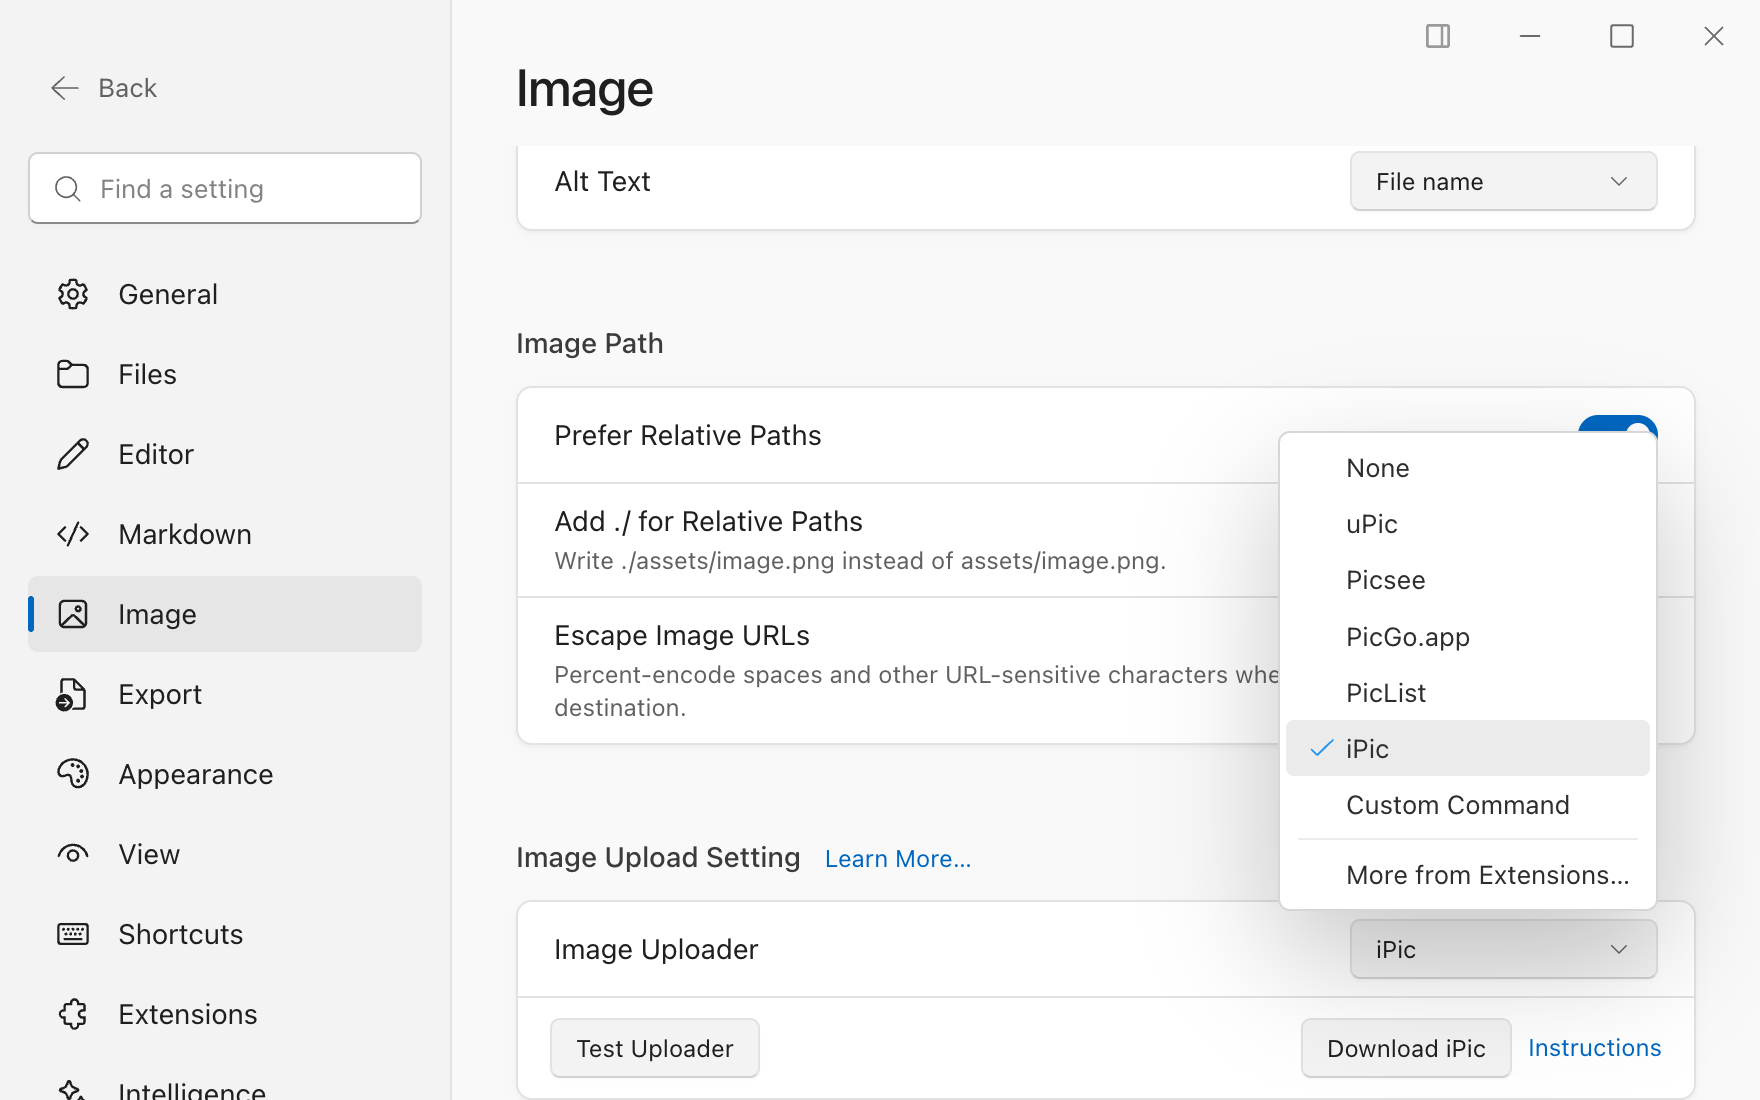 Back
Find a setting
General
Files
Editor
Markdown
Image
Export
Appearance
View
Shortcuts
Extensions
Intelligence
Image
Alt Text
File name
Image Path
Prefer Relative Paths
Add ./ for Relative Paths
Write ./assets/image.png instead of assets/image.png.
Escape Image URLs
Percent-encode spaces and other URL-sensitive characters whe
destination.
None
uPic
Picsee
PicGo.app
PicList
iPic
Custom Command
More from Extensions...
Image Upload Setting
Learn More...
Image Uploader
iPic
Test Uploader
Download iPic
Instructions